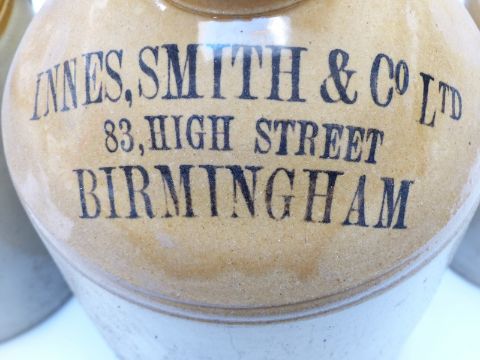 INNES, SMITH & Co LTD
83, HIGH STREET
BIRMINGHAM